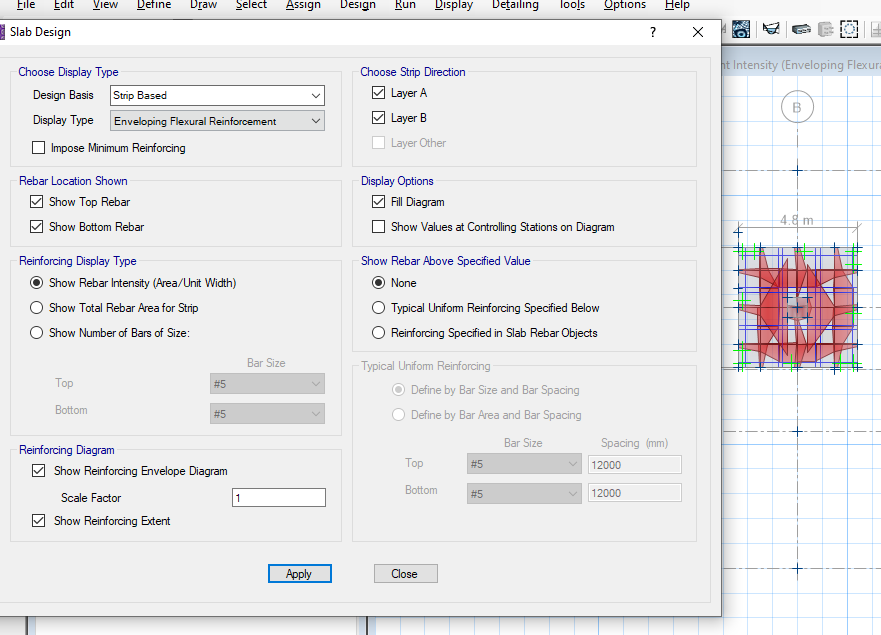 File Edit View Define Draw Select Assign Design Run Display Detailing Tools Options Help
Slab Design ?
nt Intensity (Enveloping Flexura
Choose Display Type
Design Basis Strip Based
Display Type Enveloping Flexural Reinforcement
Impose Minimum Reinforcing
Choose Strip Direction
Layer A
Layer B
Layer Other
Rebar Location Shown
Show Top Rebar
Show Bottom Rebar
Display Options
Fill Diagram
Show Values at Controlling Stations on Diagram
Reinforcing Display Type
Show Rebar Intensity (Area/Unit Width)
Show Total Rebar Area for Strip
Show Number of Bars of Size:
Bar Size
Top #5
Bottom #5
Show Rebar Above Specified Value
None
Typical Uniform Reinforcing Specified Below
Reinforcing Specified in Slab Rebar Objects
Typical Uniform Reinforcing
Define by Bar Size and Bar Spacing
Define by Bar Area and Bar Spacing
Bar Size Spacing (mm)
Top #5 12000
Bottom #5 12000
Reinforcing Diagram
Show Reinforcing Envelope Diagram
Scale Factor 1
Show Reinforcing Extent
Apply Close
B
4.8 m